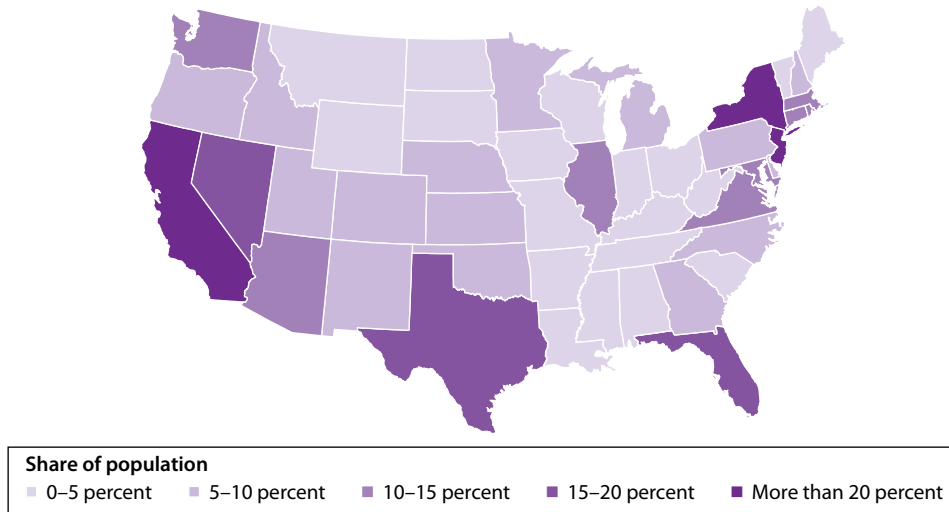 Share of population
0–5 percent 5–10 percent 10–15 percent 15–20 percent More than 20 percent